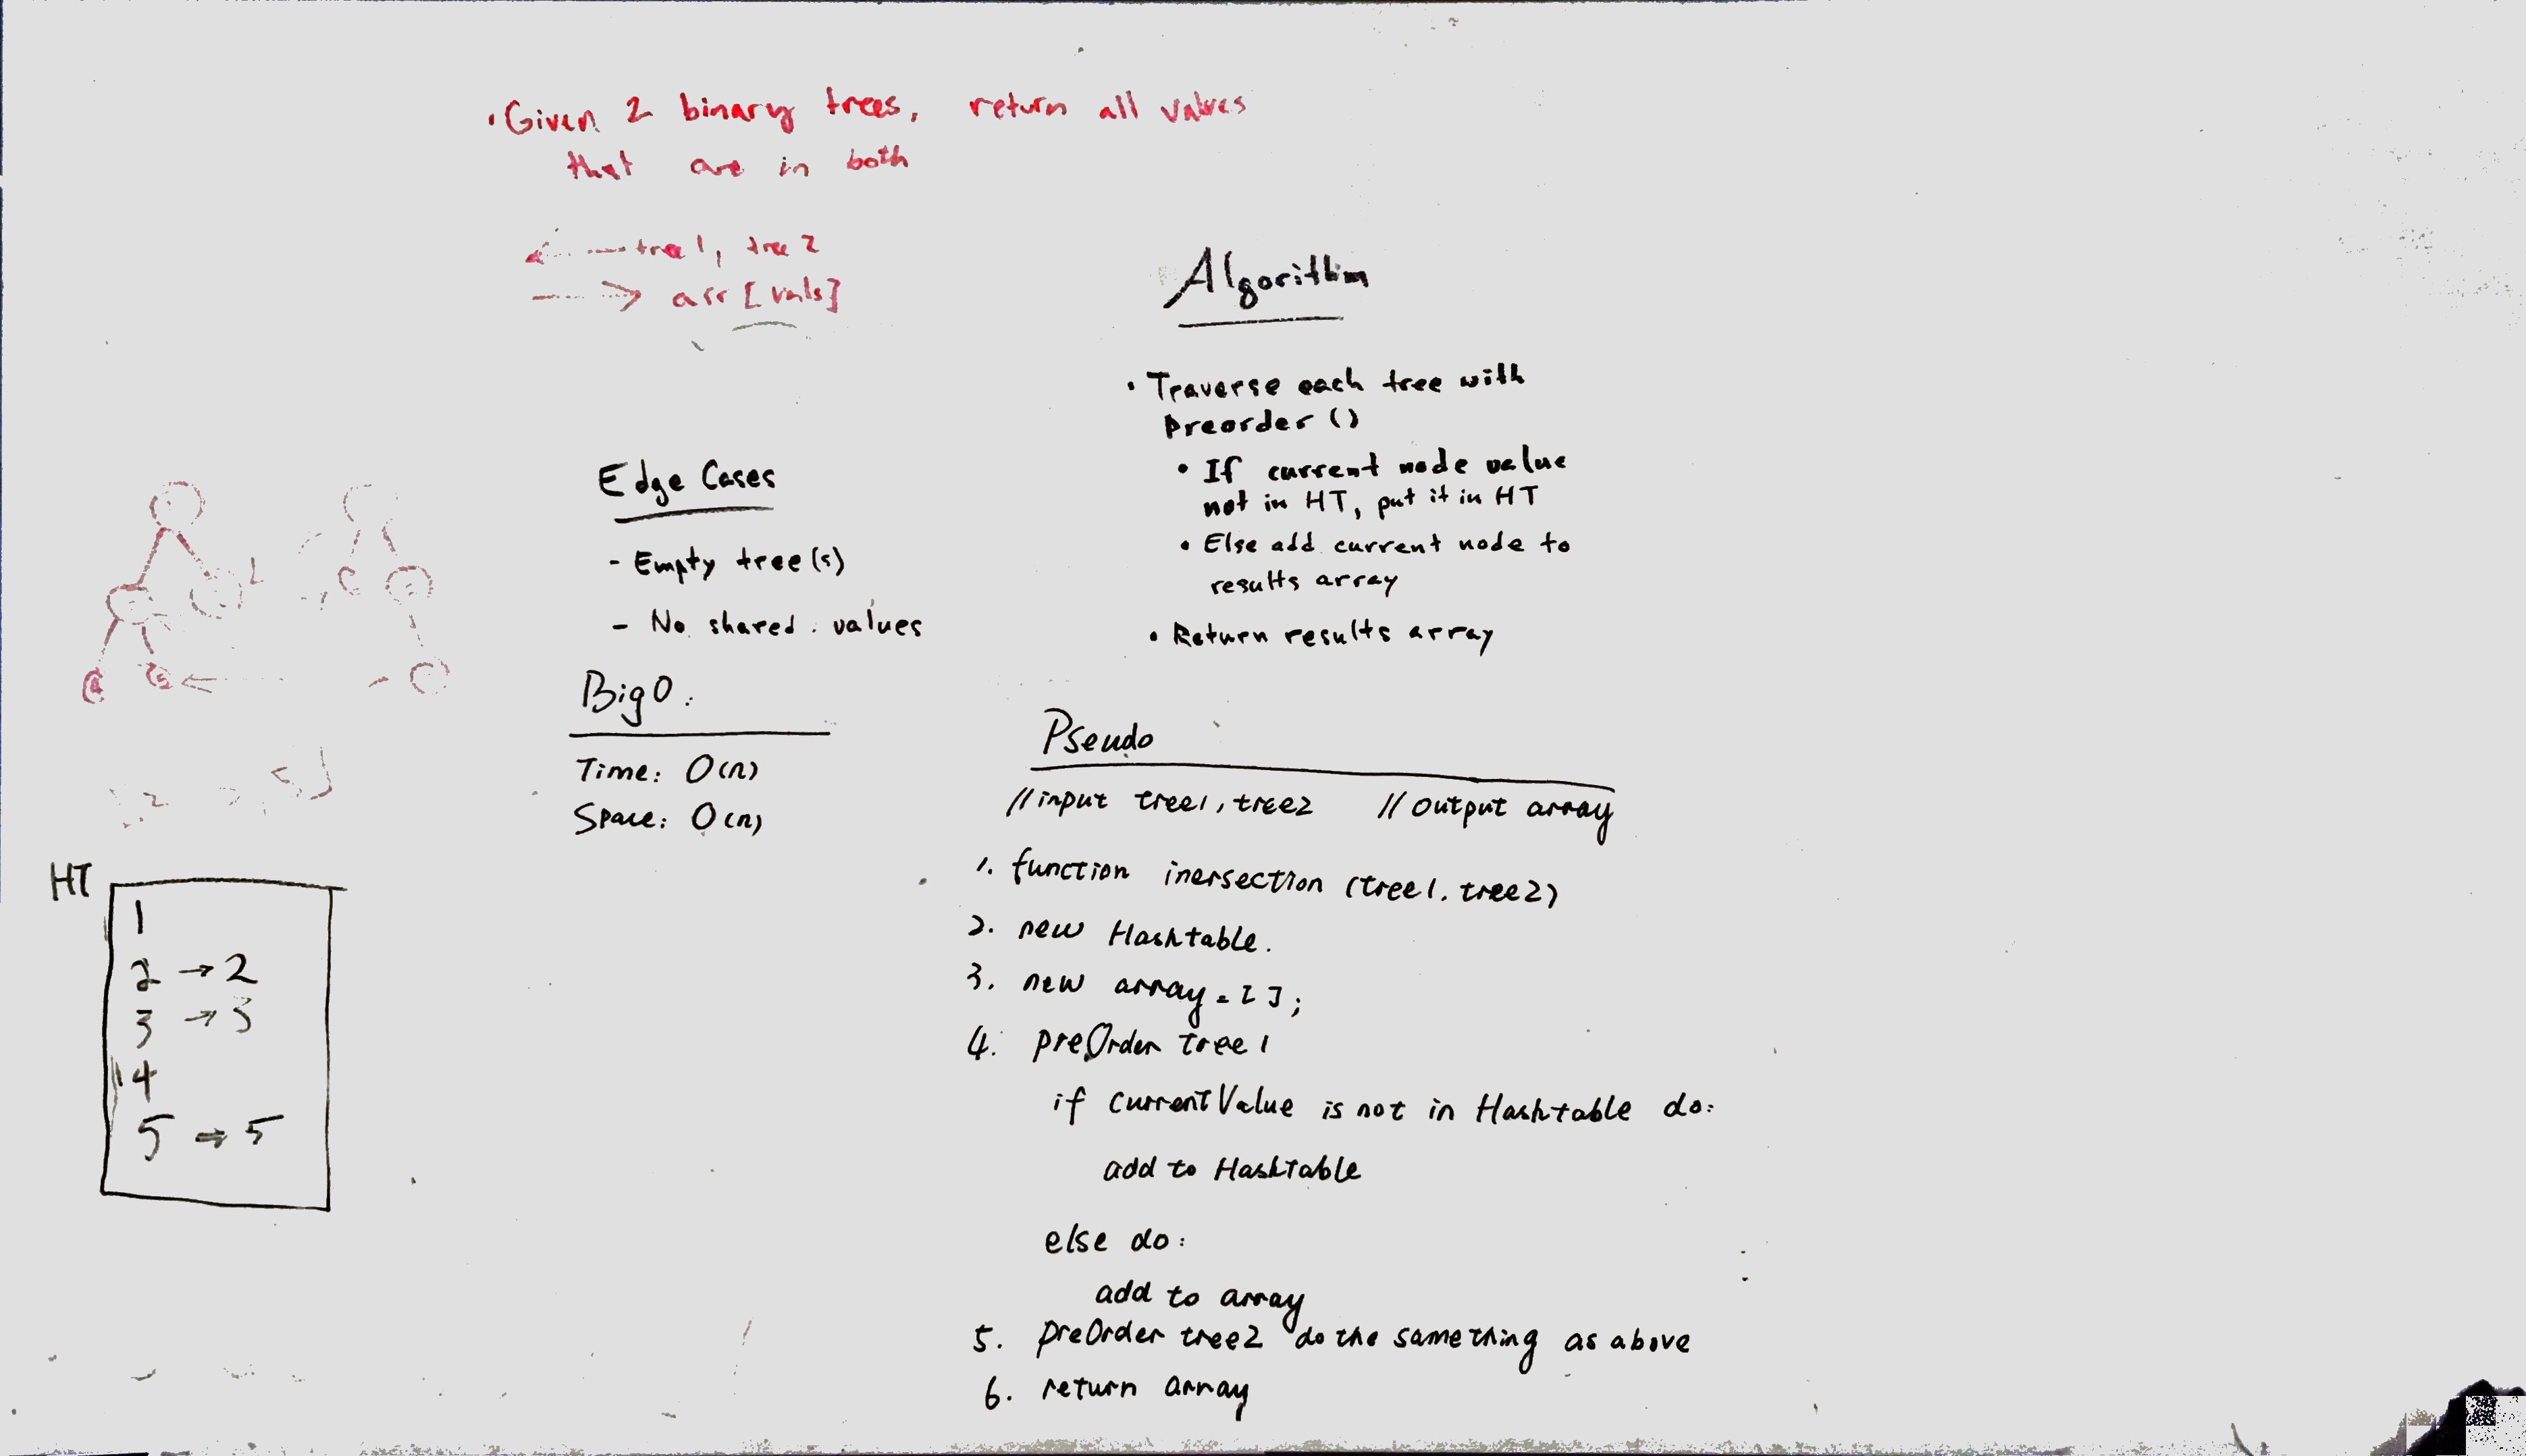 • Given 2 binary trees, return all values
that are in both
tree 1, tree 2
arr [vals]
Edge Cases
- Empty tree(s)
- No shared values
Big O:
Time: O(n)
Space: O(n)
HT
1
2 → 2
3 → 3
4
5 → 5
Algorithm
• Traverse each tree with
preorder ()
• If current node value
not in HT, put it in HT
• Else add current node to
results array
• Return results array
Pseudo
// input tree1, tree2 // output array
1. function inersection (tree1, tree2)
2. new Hashtable.
3. new array = [ ];
4. preOrder tree 1
if currentValue is not in Hashtable do:
add to Hashtable
else do:
add to array
5. preOrder tree2 do the same thing as above
6. return array